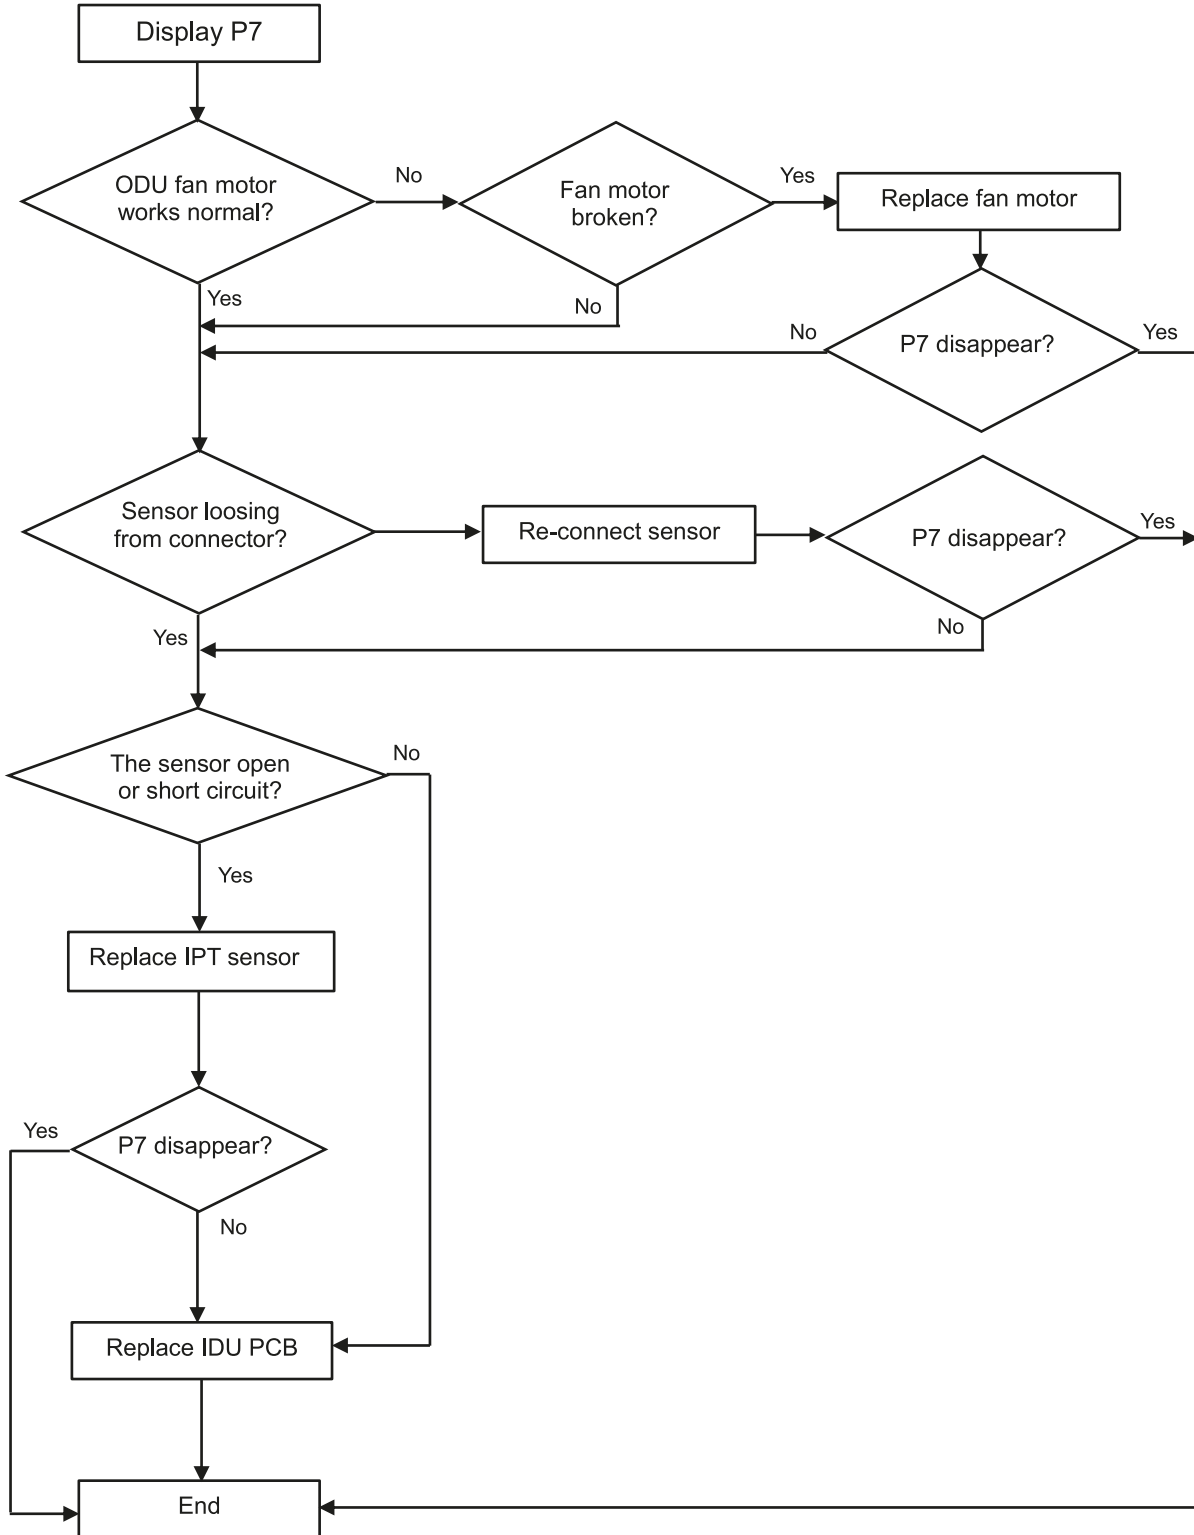 Display P7
ODU fan motor
works normal?
No
Fan motor
broken?
Yes
Replace fan motor
Yes
No
No
P7 disappear?
Yes
Sensor loosing
from connector?
Re-connect sensor
P7 disappear?
Yes
Yes
No
The sensor open
or short circuit?
No
Yes
Replace IPT sensor
Yes
P7 disappear?
No
Replace IDU PCB
End